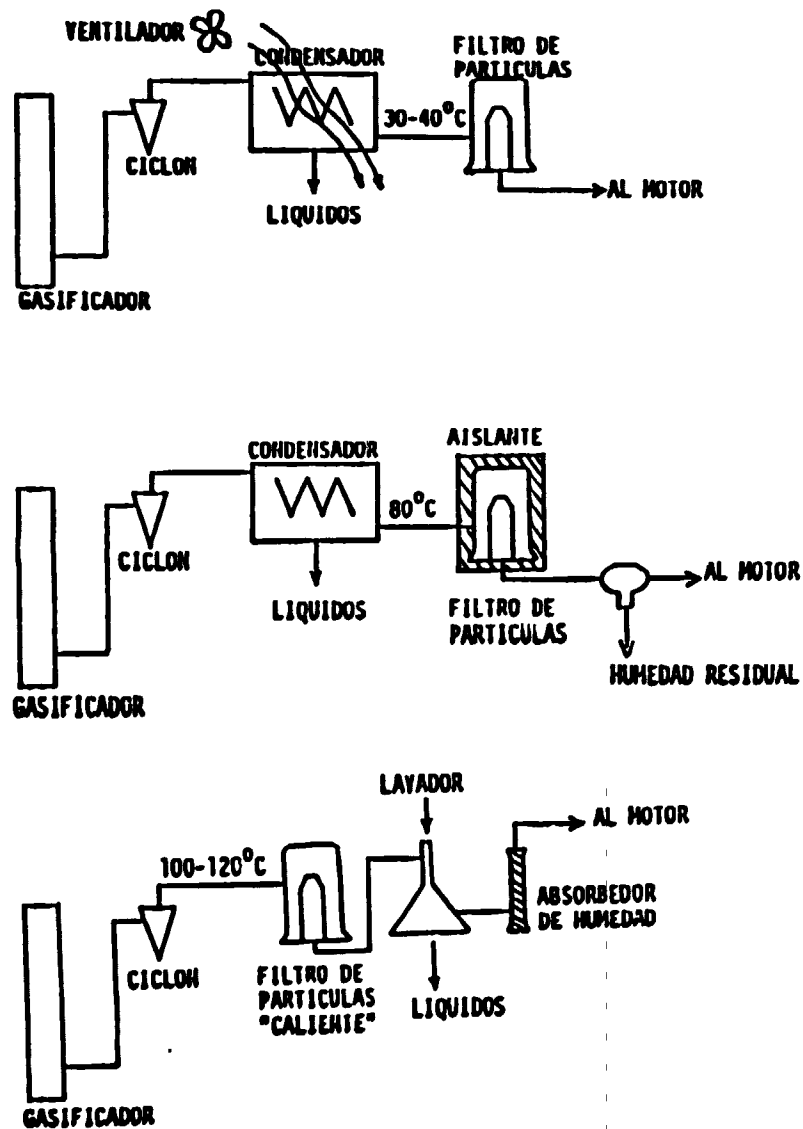 VENTILADOR
CONDENSADOR
FILTRO DE
PARTICULAS
30-40°C
CICLON
LIQUIDOS
AL MOTOR
GASIFICADOR
CONDENSADOR
AISLANTE
80°C
CICLON
LIQUIDOS
FILTRO DE
PARTICULAS
AL MOTOR
HUMEDAD RESIDUAL
GASIFICADOR
LAVADOR
AL MOTOR
100-120°C
ABSORBEDOR
DE HUMEDAD
CICLON
FILTRO DE
PARTICULAS
"CALIENTE"
LIQUIDOS
GASIFICADOR